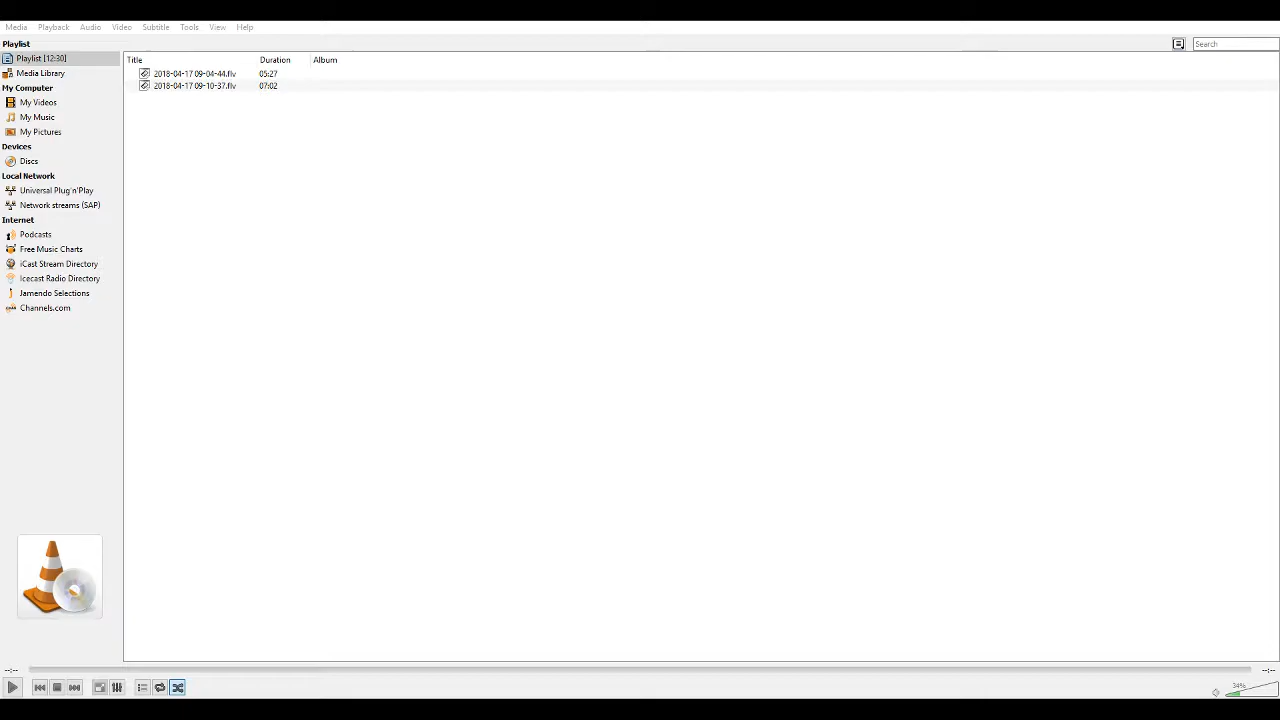 Media Playback Audio Video Subtitle Tools View Help
Playlist
Search
Playlist [12:30]
Media Library
My Computer
My Videos
My Music
My Pictures
Devices
Discs
Local Network
Universal Plug'n'Play
Network streams (SAP)
Internet
Podcasts
Free Music Charts
iCast Stream Directory
Icecast Radio Directory
Jamendo Selections
Channels.com
Title Duration Album
2018-04-17 09-04-44.flv 05:27
2018-04-17 09-10-37.flv 07:02
--:-- --:--
34%